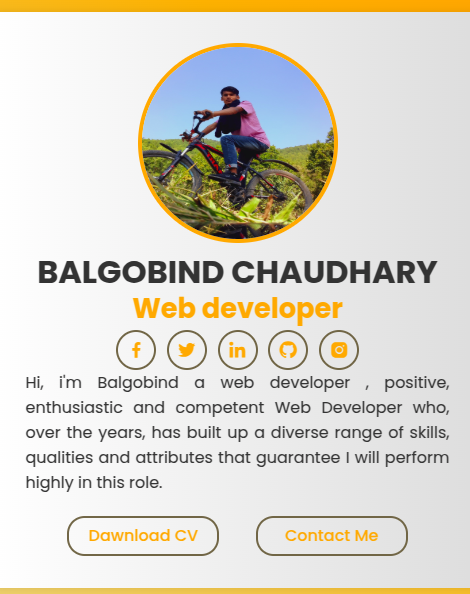 BALGOBIND CHAUDHARY
Web developer
Hi, i'm Balgobind a web developer , positive,
enthusiastic and competent Web Developer who,
over the years, has built up a diverse range of skills,
qualities and attributes that guarantee I will perform
highly in this role.
Dawnload CV
Contact Me